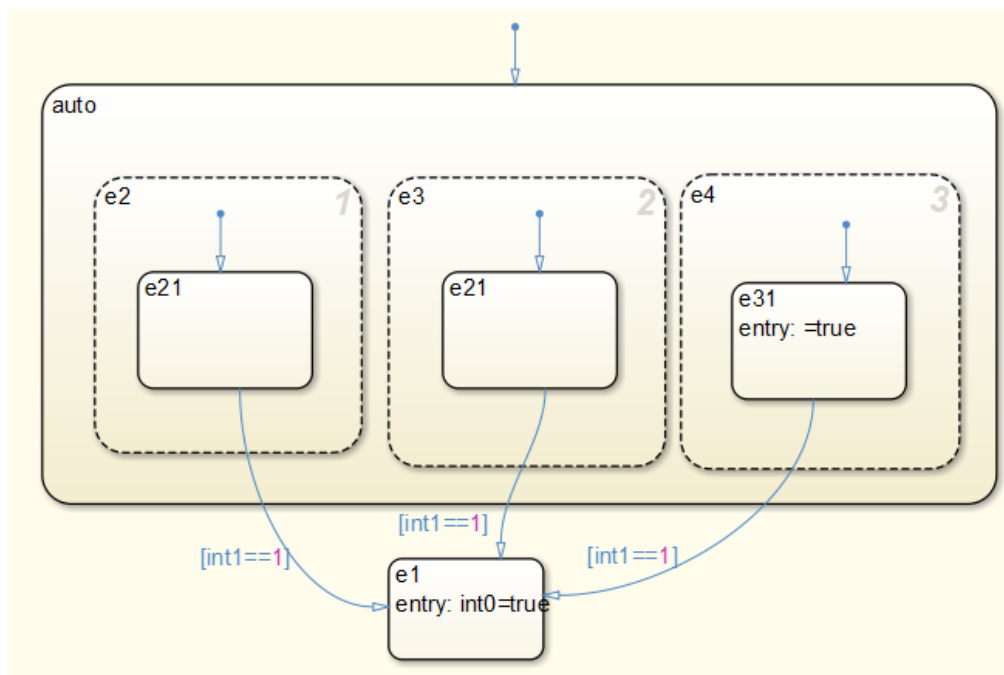 auto
e2
1
e3
2
e4
3
e21
e21
e31
entry: =true
[int1==1]
[int1==1]
[int1==1]
e1
entry: int0=true